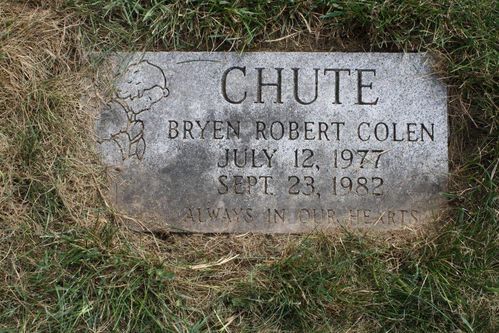 CHUTE
BRYEN ROBERT COLEN
JULY 12, 1977
SEPT. 23, 1982
ALWAYS IN OUR HEARTS